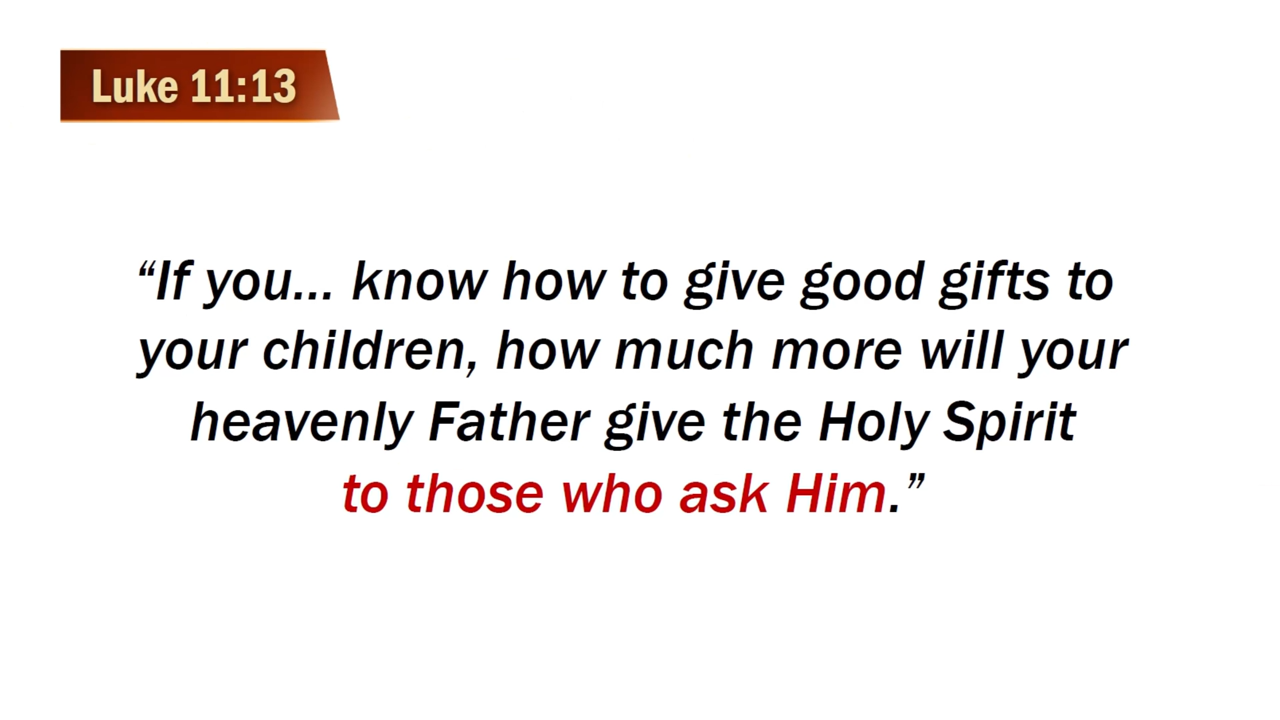 Luke 11:13
“If you... know how to give good gifts to
your children, how much more will your
heavenly Father give the Holy Spirit
to those who ask Him.”